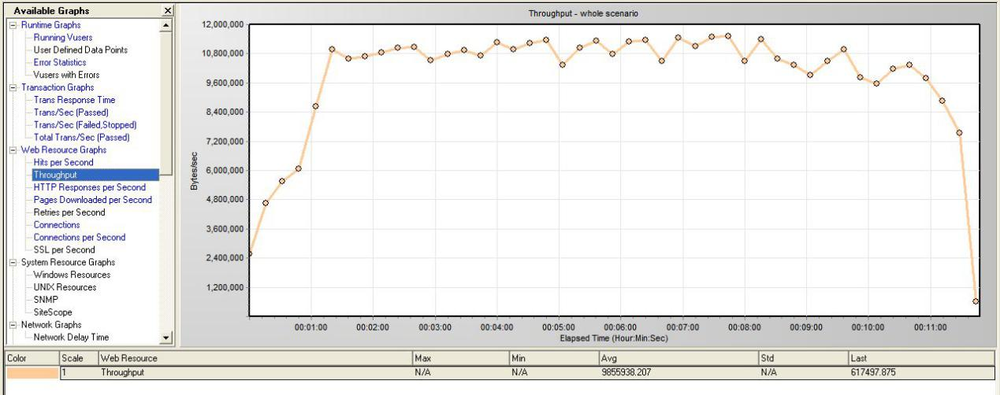 Available Graphs
Runtime Graphs
Running Vusers
User Defined Data Points
Error Statistics
Vusers with Errors
Transaction Graphs
Trans Response Time
Trans/Sec (Passed)
Trans/Sec (Failed,Stopped)
Total Trans/Sec (Passed)
Web Resource Graphs
Hits per Second
Throughput
HTTP Responses per Second
Pages Downloaded per Second
Retries per Second
Connections
Connections per Second
SSL per Second
System Resource Graphs
Windows Resources
UNIX Resources
SNMP
SiteScope
Network Graphs
Network Delay Time
Throughput - whole scenario
12,000,000
10,800,000
9,600,000
8,400,000
7,200,000
6,000,000
4,800,000
3,600,000
2,400,000
1,200,000
Bytes/sec
00:01:00 00:02:00 00:03:00 00:04:00 00:05:00 00:06:00 00:07:00 00:08:00 00:09:00 00:10:00 00:11:00
Elapsed Time (Hour:Min:Sec)
Color Scale Web Resource Max Min Avg Std Last
1 Throughput N/A N/A 9855938.207 N/A 617497.875